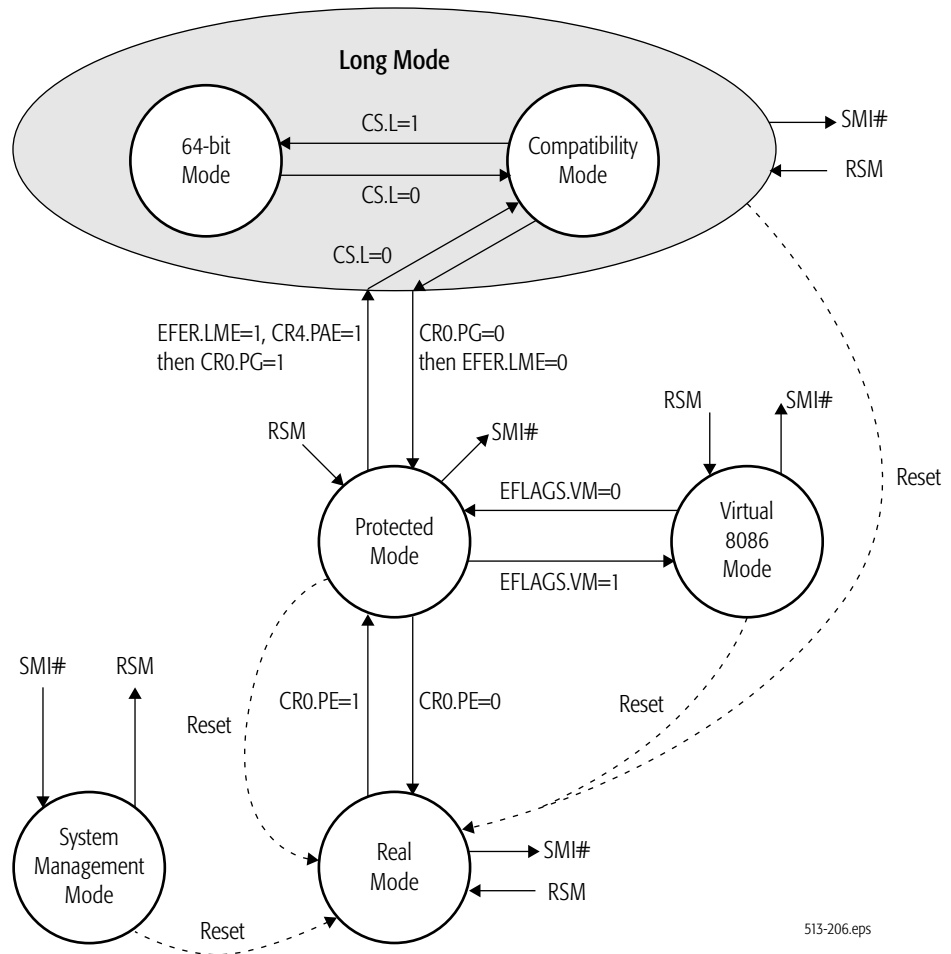 Long Mode
64-bit
Mode
CS.L=1
CS.L=0
Compatibility
Mode
SMI#
RSM
CS.L=0
EFER.LME=1, CR4.PAE=1
then CR0.PG=1
CR0.PG=0
then EFER.LME=0
RSM
SMI#
RSM
SMI#
Reset
Protected
Mode
EFLAGS.VM=0
EFLAGS.VM=1
Virtual
8086
Mode
SMI#
RSM
Reset
CR0.PE=1
CR0.PE=0
Reset
System
Management
Mode
Real
Mode
SMI#
RSM
Reset
513-206.eps